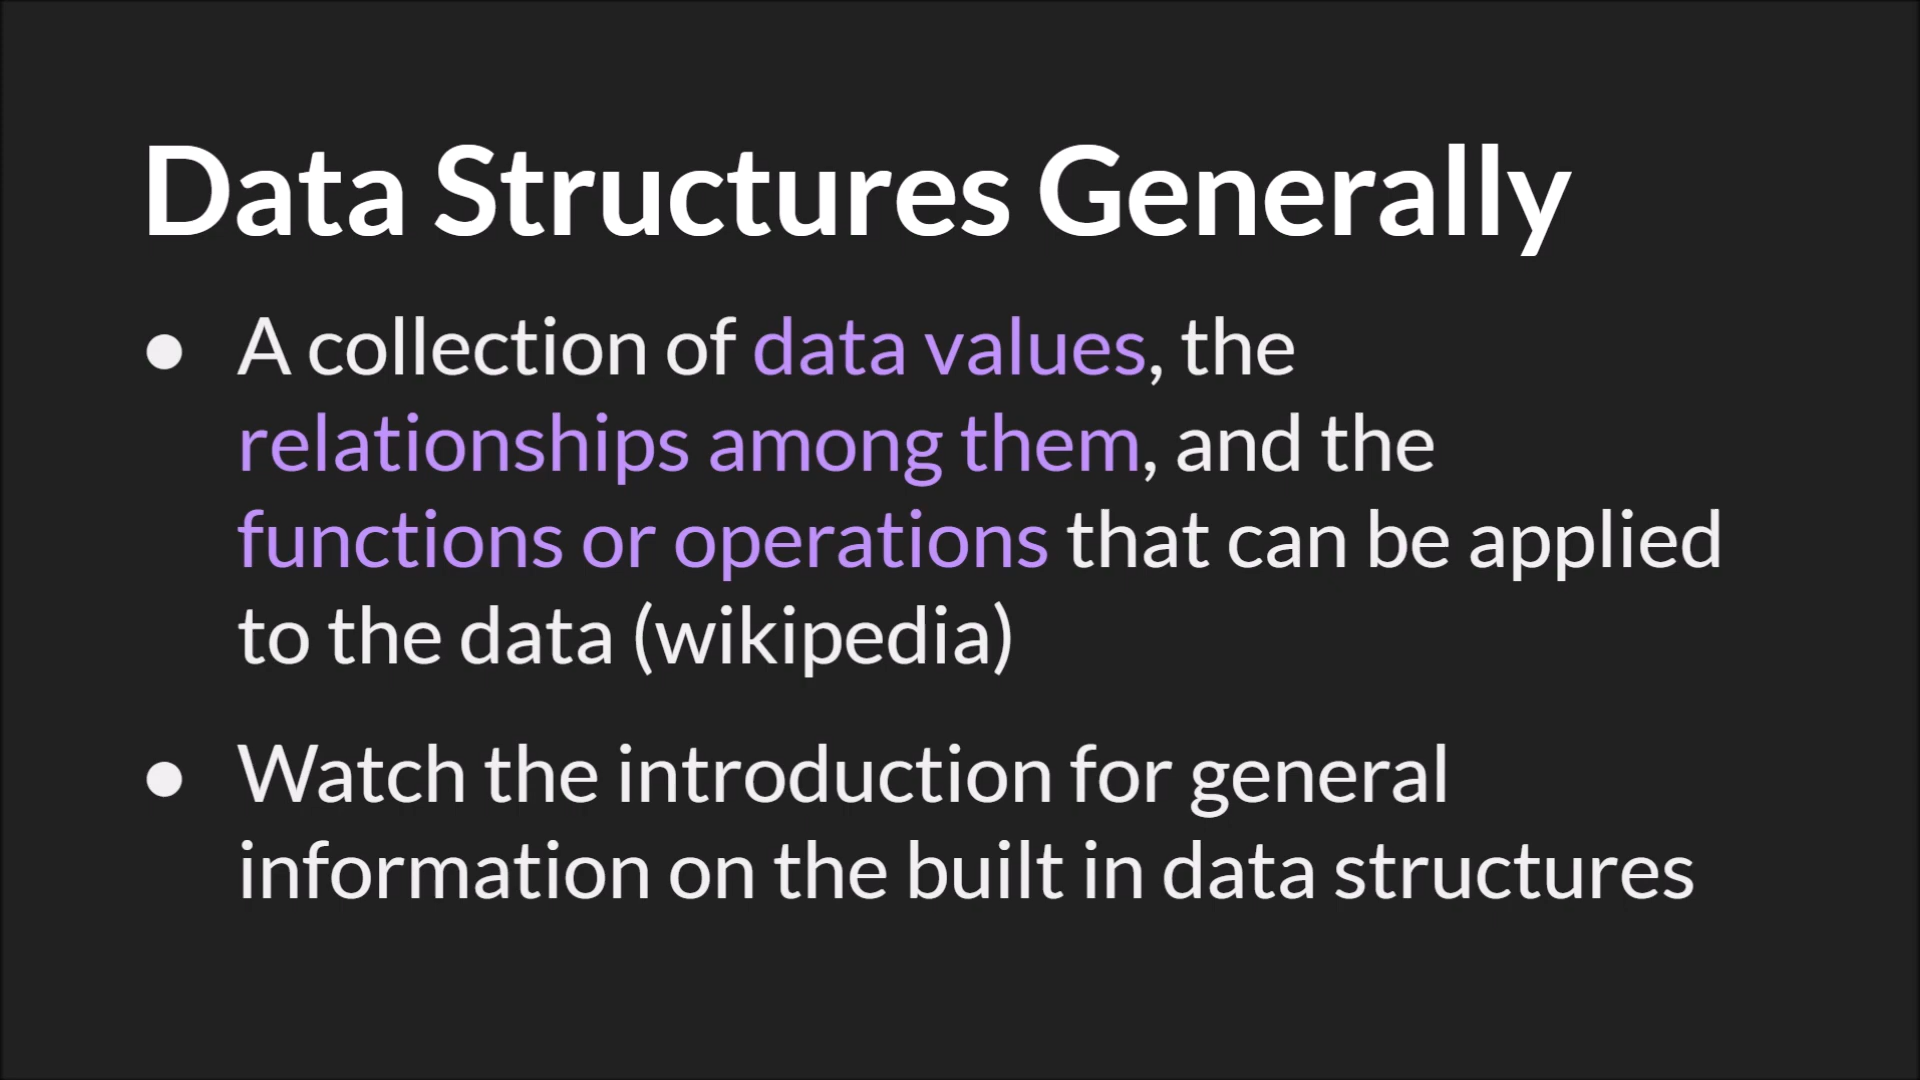 Data Structures Generally
● A collection of data values, the
relationships among them, and the
functions or operations that can be applied
to the data (wikipedia)
● Watch the introduction for general
information on the built in data structures